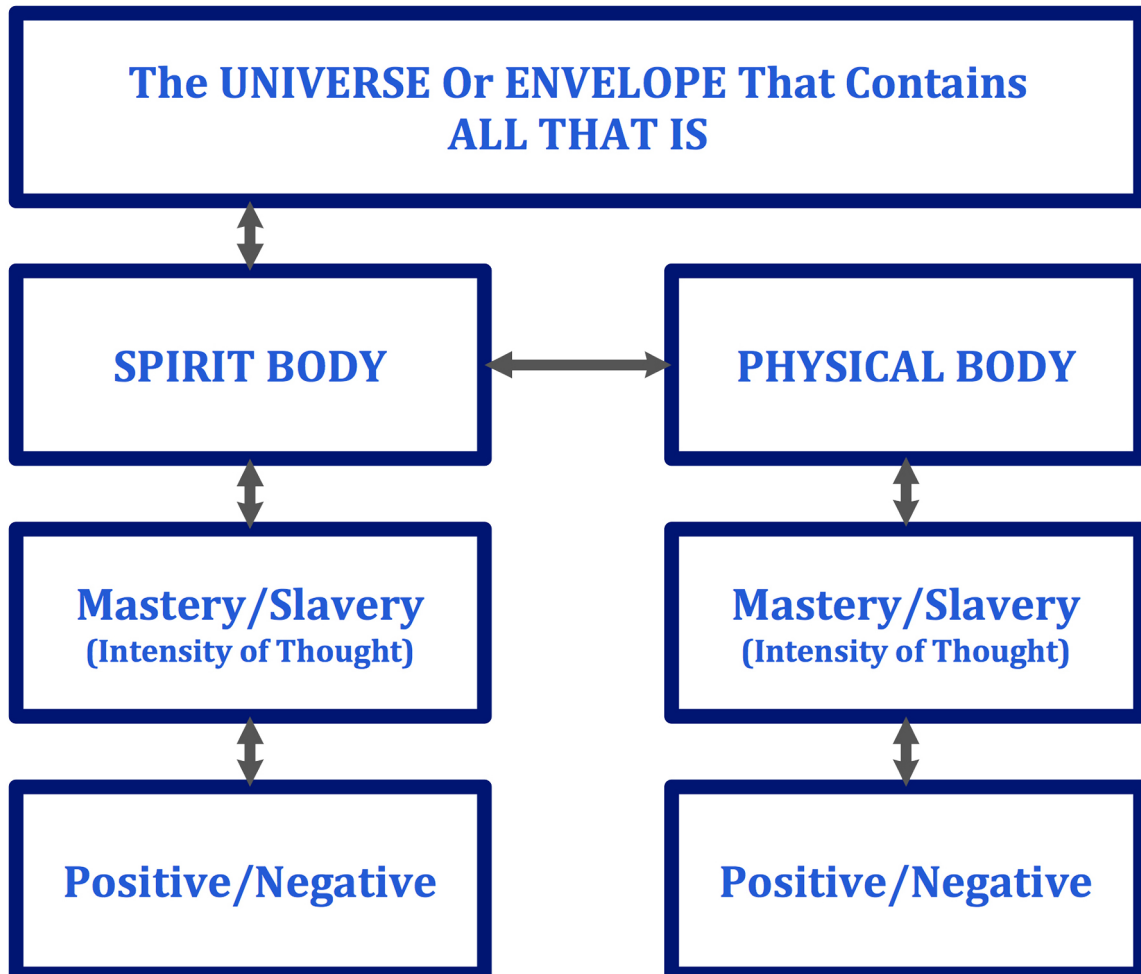 The UNIVERSE Or ENVELOPE That Contains
ALL THAT IS
SPIRIT BODY
PHYSICAL BODY
Mastery/Slavery
(Intensity of Thought)
Mastery/Slavery
(Intensity of Thought)
Positive/Negative
Positive/Negative